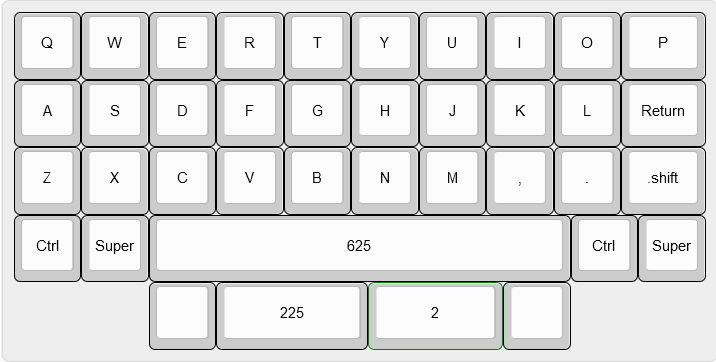 Q W E R T Y U I O P
A S D F G H J K L Return
Z X C V B N M , . .shift
Ctrl Super 625 Ctrl Super
225 2